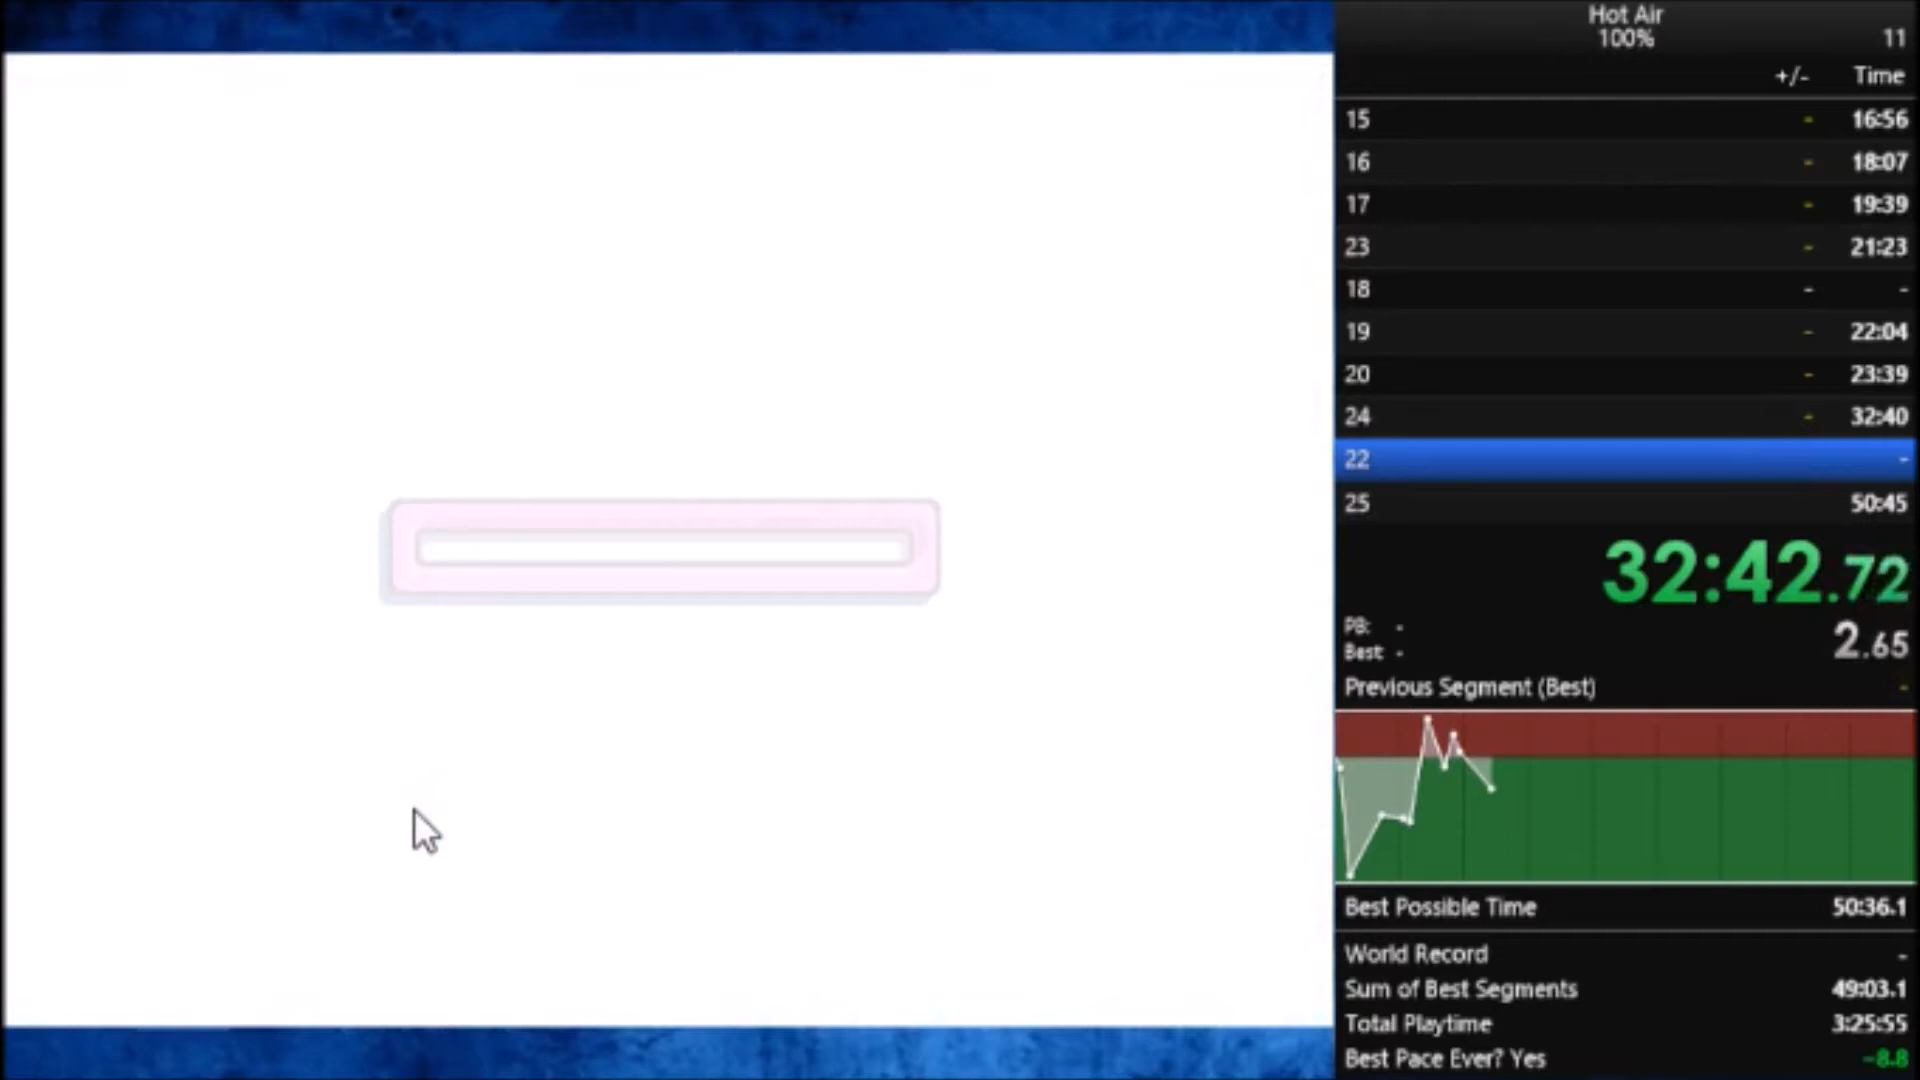 Hot Air
100% 11
+/- Time
15 - 16:56
16 - 18:07
17 - 19:39
23 - 21:23
18 - -
19 - 22:04
20 - 23:39
24 - 32:40
22 -
25 50:45
32:42.72
PB: -
2.65
Best: -
Previous Segment (Best) -
Best Possible Time 50:36.1
World Record -
Sum of Best Segments 49:03.1
Total Playtime 3:25:55
Best Pace Ever? Yes -8.8